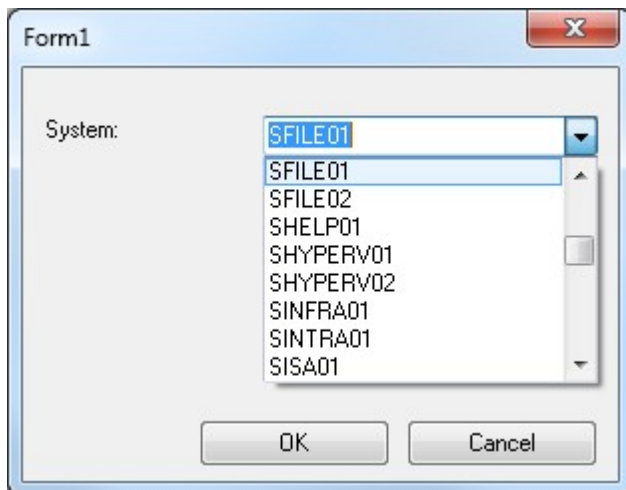 Form1
System:
SFILE01
SFILE01
SFILE02
SHELP01
SHYPERV01
SHYPERV02
SINFRA01
SINTRA01
SISA01
OK
Cancel